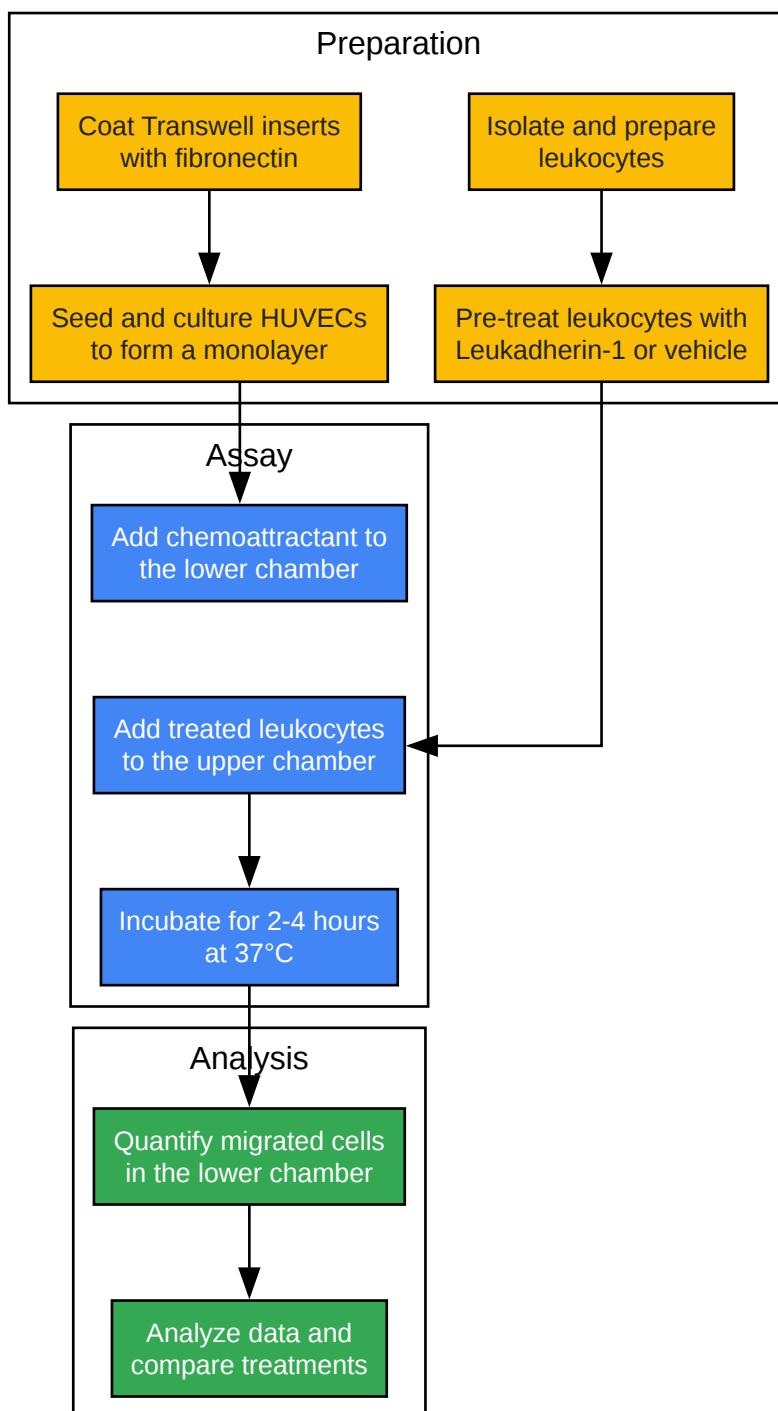 Preparation
Coat Transwell inserts
with fibronectin
Isolate and prepare
leukocytes
Seed and culture HUVECs
to form a monolayer
Pre-treat leukocytes with
Leukadherin-1 or vehicle
Assay
Add chemoattractant to
the lower chamber
Add treated leukocytes
to the upper chamber
Incubate for 2-4 hours
at 37°C
Analysis
Quantify migrated cells
in the lower chamber
Analyze data and
compare treatments